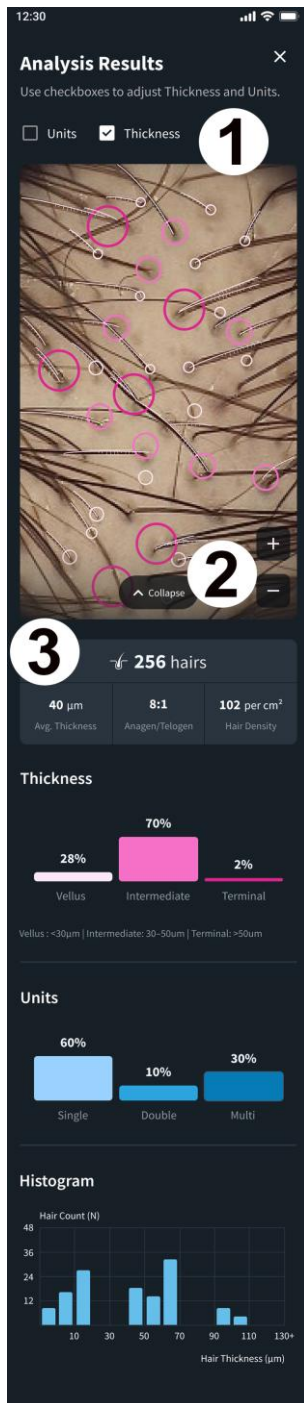 12:30
Analysis Results
Use checkboxes to adjust Thickness and Units.
Units Thickness
1
+
2
Collapse
−
3
256 hairs
40 μm 8:1 102 per cm²
Avg. Thickness Anagen/Telogen Hair Density
Thickness
70%
28%
2%
Vellus Intermediate Terminal
Vellus : <30μm | Intermediate: 30–50um | Terminal: >50um
Units
60%
10%
30%
Single Double Multi
Histogram
Hair Count (N)
48
36
24
12
10 30 50 70 90 110 130+
Hair Thickness (μm)